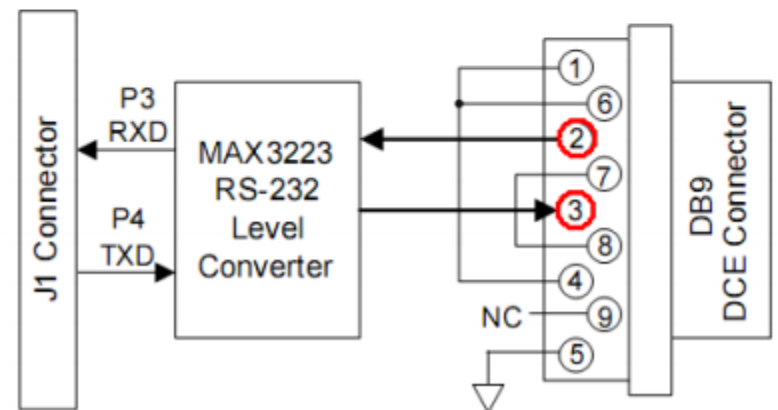 J1 Connector
P3
RXD
P4
TXD
MAX3223
RS-232
Level
Converter
1
6
2
7
3
8
4
NC
9
5
DB9
DCE Connector